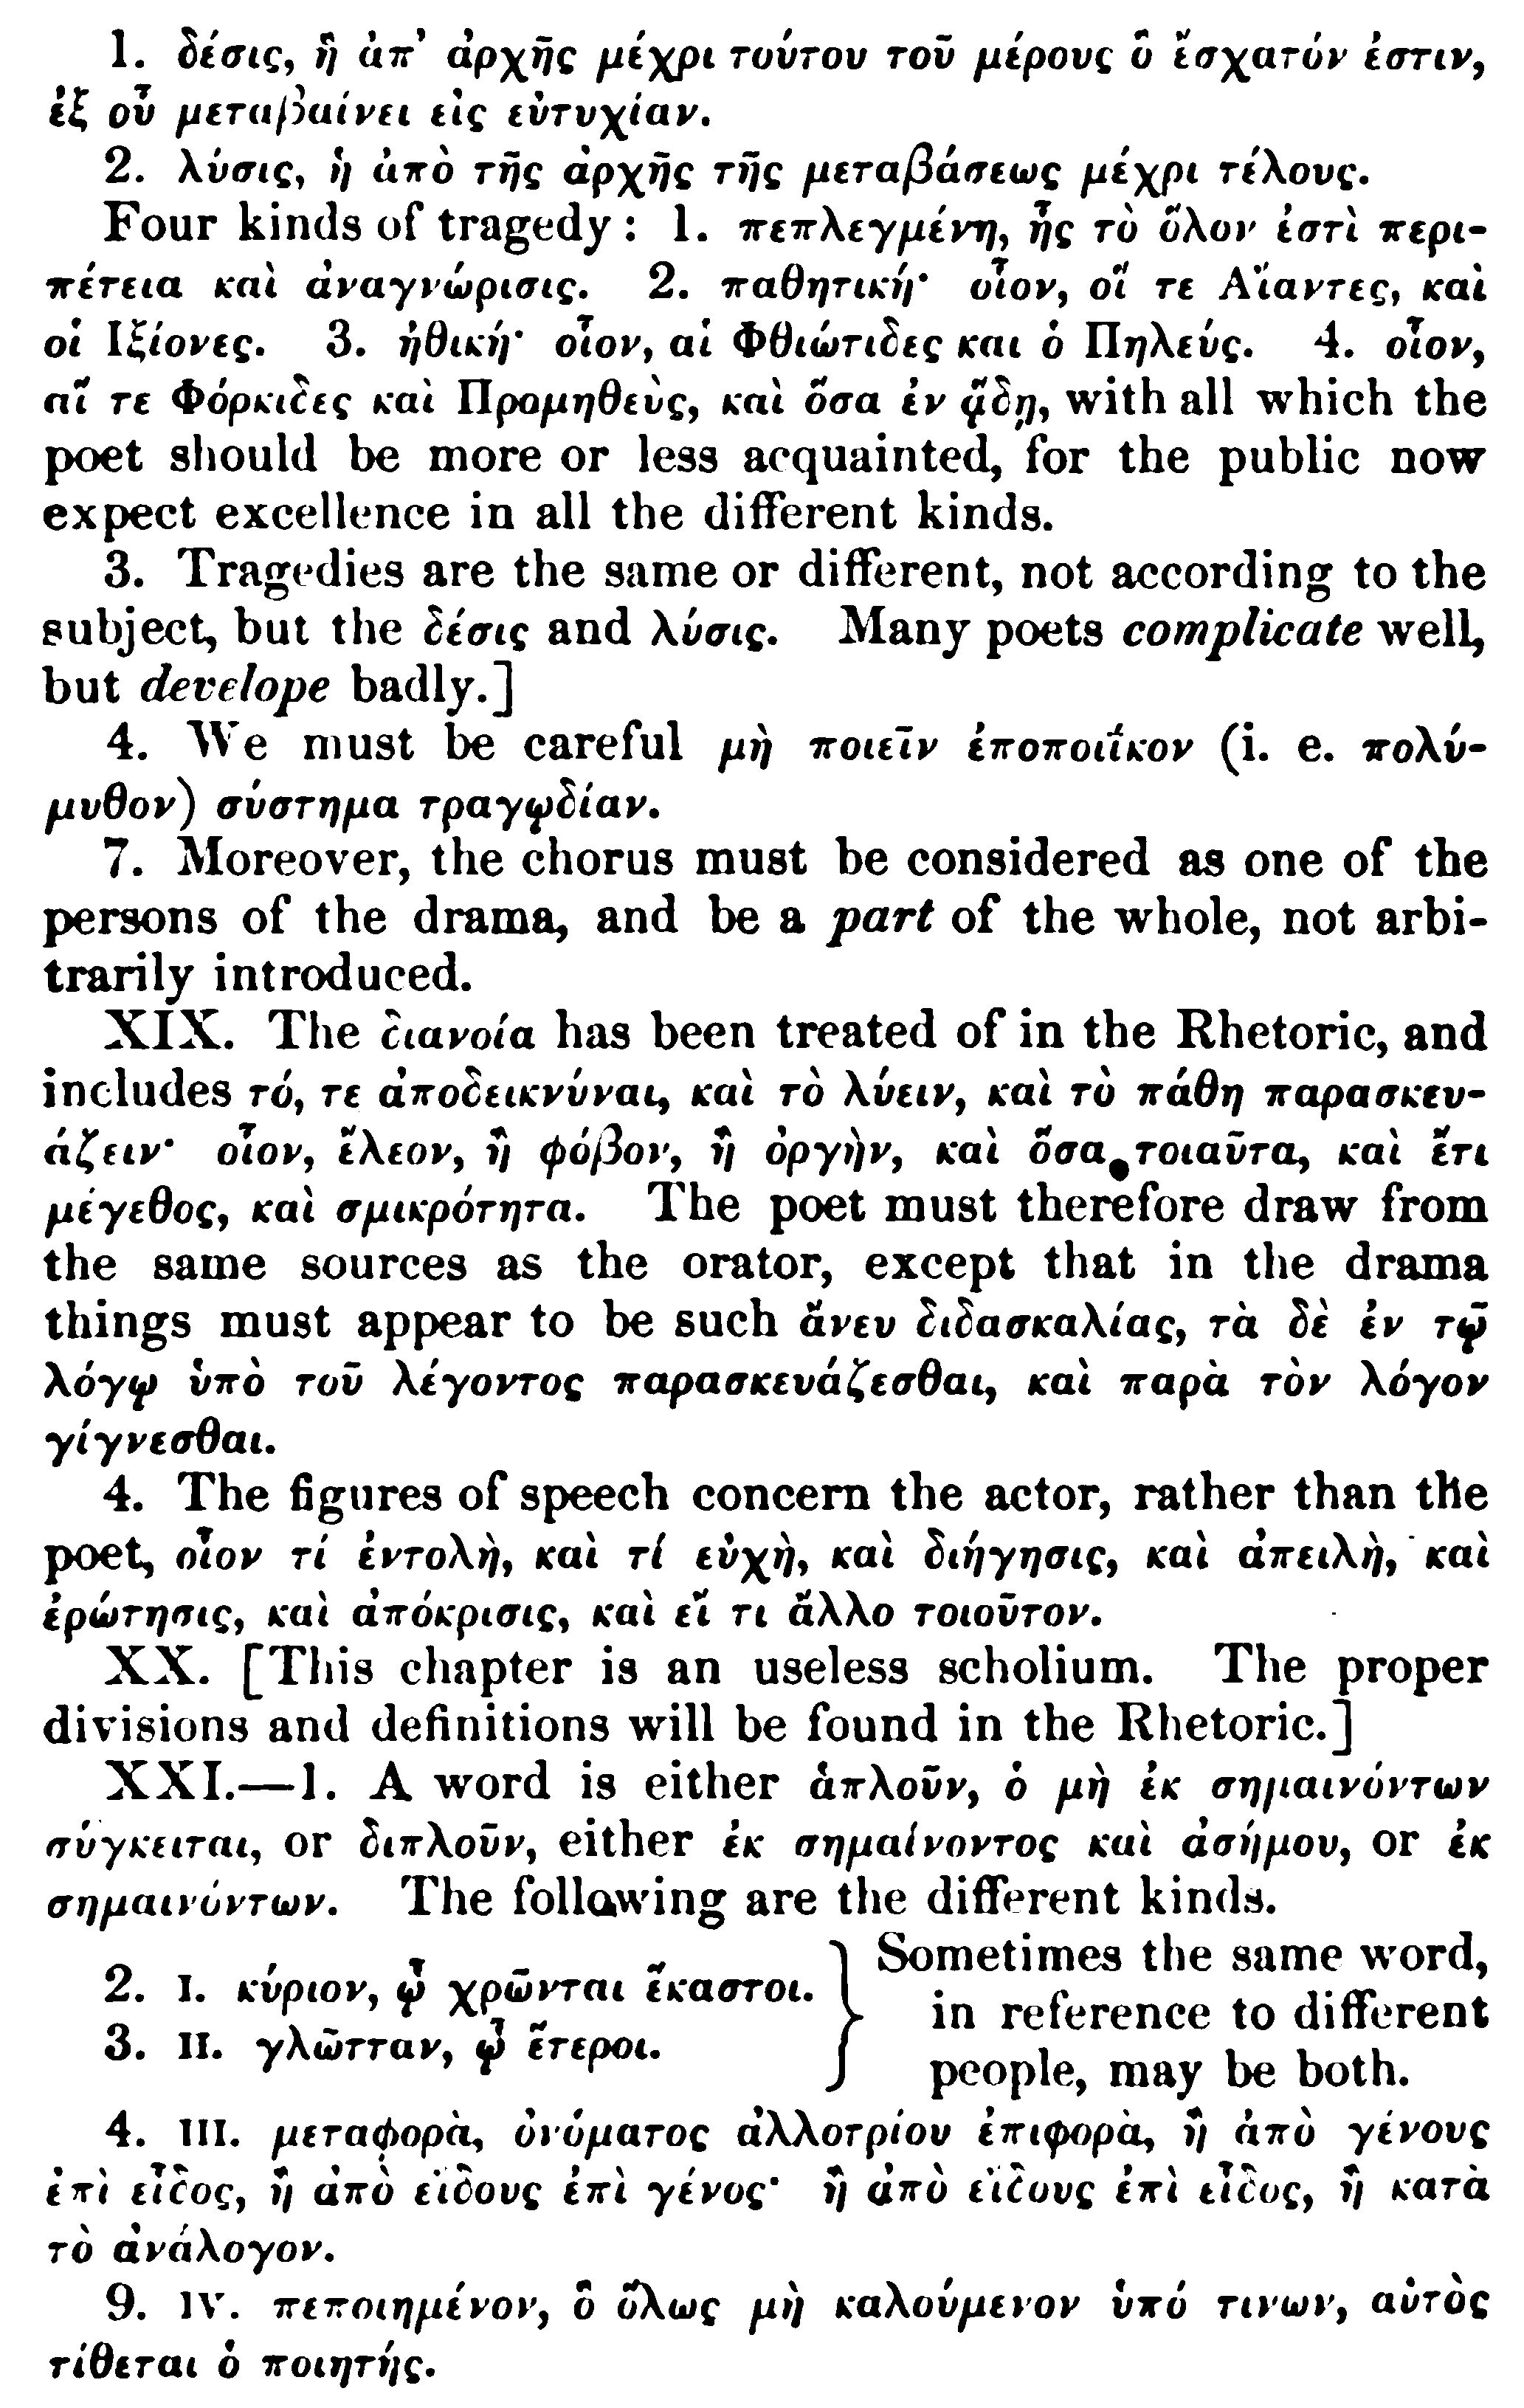 1. δέσις, ἡ ἀπ’ ἀρχῆς μέχρι τούτου τοῦ μέρους ὃ ἔσχατόν ἐστιν,
ἐξ οὗ μεταβαίνει εἰς εὐτυχίαν.
2. λύσις, ἡ ἀπὸ τῆς ἀρχῆς τῆς μεταβάσεως μέχρι τέλους.
Four kinds of tragedy : 1. πεπλεγμένη, ἧς τὸ ὅλον ἐστὶ περι-
πέτεια καὶ ἀναγνώρισις. 2. παθητική· οἷον, οἵ τε Αἴαντες, καὶ
οἱ Ιξίονες. 3. ἠθική· οἷον, αἱ Φθιώτιδες και ὁ Πηλεύς. 4. οἷον,
αἵ τε Φόρκιδες καὶ Προμηθεὺς, καὶ ὅσα ἐν ᾅδῃ, with all which the
poet should be more or less acquainted, for the public now
expect excellence in all the different kinds.
3. Tragedies are the same or different, not according to the
subject, but the δέσις and λύσις. Many poets complicate well,
but develope badly.]
4. We must be careful μὴ ποιεῖν ἐποποιΐκον (i. e. πολύ-
μυθον) σύστημα τραγῳδίαν.
7. Moreover, the chorus must be considered as one of the
persons of the drama, and be a part of the whole, not arbi-
trarily introduced.
XIX. The διανοία has been treated of in the Rhetoric, and
includes τό, τε ἀποδεικνύναι, καὶ τὸ λύειν, καὶ τὸ πάθη παρασκευ-
άζειν· οἷον, ἔλεον, ἢ φόβον, ἢ ὀργὴν, καὶ ὅσα τοιαῦτα, καὶ ἔτι
μέγεθος, καὶ σμικρότητα. The poet must therefore draw from
the same sources as the orator, except that in the drama
things must appear to be such ἄνευ διδασκαλίας, τὰ δὲ ἐν τῷ
λόγῳ ὑπὸ τοῦ λέγοντος παρασκευάζεσθαι, καὶ παρὰ τὸν λόγον
γίγνεσθαι.
4. The figures of speech concern the actor, rather than the
poet, οἷον τί ἐντολὴ, καὶ τί εὐχὴ, καὶ διήγησις, καὶ ἀπειλὴ, καὶ
ἐρώτησις, καὶ ἀπόκρισις, καὶ εἴ τι ἄλλο τοιοῦτον.
XX. [This chapter is an useless scholium. The proper
divisions and definitions will be found in the Rhetoric.]
XXI.—1. A word is either ἁπλοῦν, ὁ μὴ ἐκ σημαινόντων
σύγκειται, or διπλοῦν, either ἐκ σημαίνοντος καὶ ἀσήμου, or ἐκ
σημαινόντων. The following are the different kinds.
2. I. κύριον, ᾧ χρῶνται ἕκαστοι.
3. II. γλῶτταν, ᾧ ἕτεροι.
Sometimes the same word,
in reference to different
people, may be both.
4. III. μεταφορὰ, ὀνόματος ἀλλοτρίου ἐπιφορὰ, ἢ ἀπὸ γένους
ἐπὶ εἶδος, ἢ ἀπὸ εἴδους ἐπὶ γένος· ἢ ἀπὸ εἴδους ἐπὶ εἶδος, ἢ κατὰ
τὸ ἀνάλογον.
9. IV. πεποιημένον, ὃ ὅλως μὴ καλούμενον ὑπό τινων, αὐτὸς
τίθεται ὁ ποιητής.